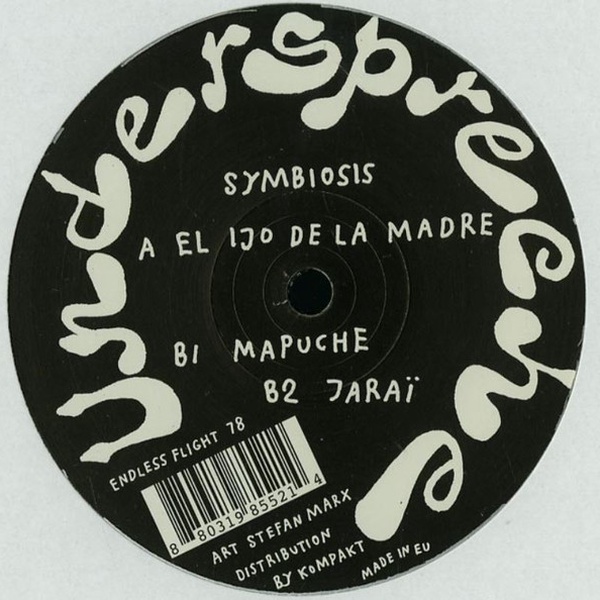 Underspreche
SYMBIOSIS
A EL IJO DE LA MADRE
B1 MAPUCHE
B2 JARAÏ
ENDLESS FLIGHT 78
8 80319 85521 4
ART STEFAN MARX
DISTRIBUTION
BY KOMPAKT
MADE IN EU